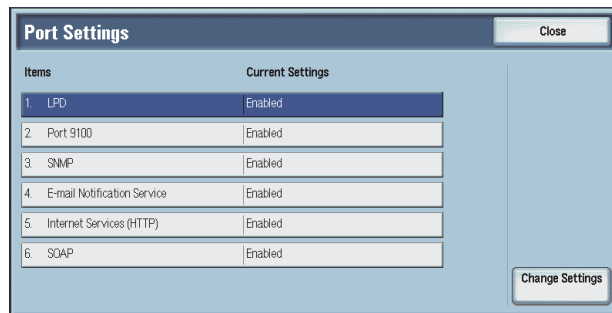 Port Settings
Close
Items Current Settings
1. LPD Enabled
2. Port 9100 Enabled
3. SNMP Enabled
4. E-mail Notification Service Enabled
5. Internet Services (HTTP) Enabled
6. SOAP Enabled
Change Settings